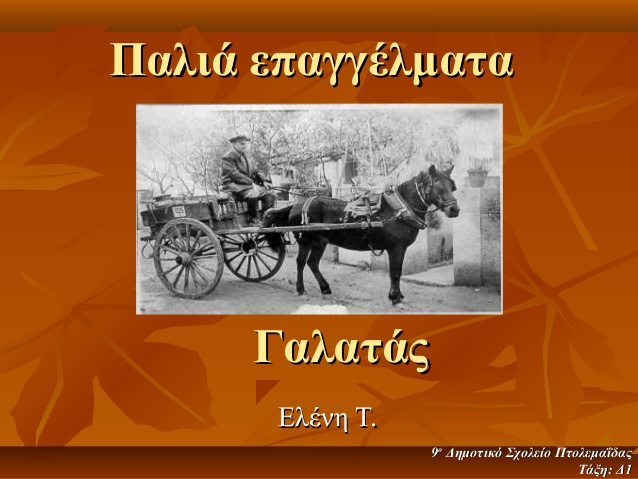 Παλιά επαγγέλματα
Γαλατάς
Ελένη Τ.
9ο Δημοτικό Σχολείο Πτολεμαΐδας
Τάξη: Δ1